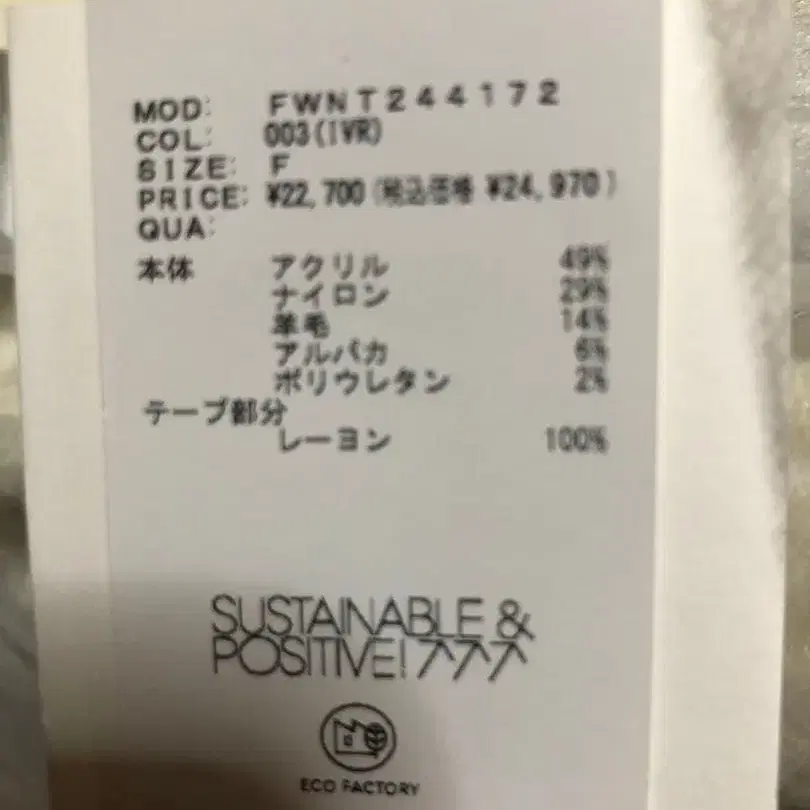 MOD: FWNT244172
COL: 003(IVR)
SIZE: F
PRICE: ¥22,700(税込価格 ¥24,970)
QUA:
本体 アクリル 49%
ナイロン 29%
羊毛 14%
アルパカ 6%
ポリウレタン 2%
テープ部分
レーヨン 100%
SUSTAINABLE &
POSITIVE!
ECO FACTORY